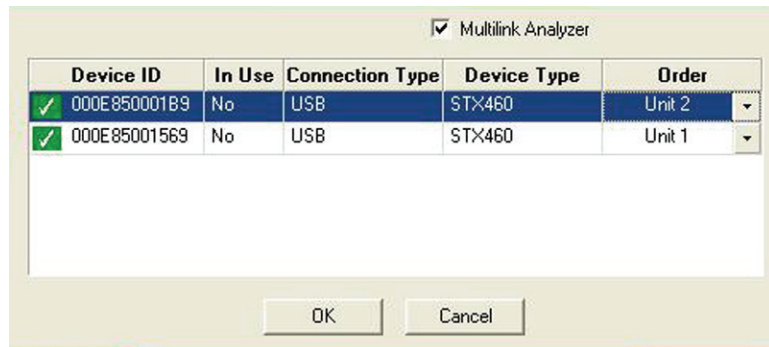 Multilink Analyzer
Device ID In Use Connection Type Device Type Order
000E850001B9 No USB STX460 Unit 2
000E85001569 No USB STX460 Unit 1
OK Cancel